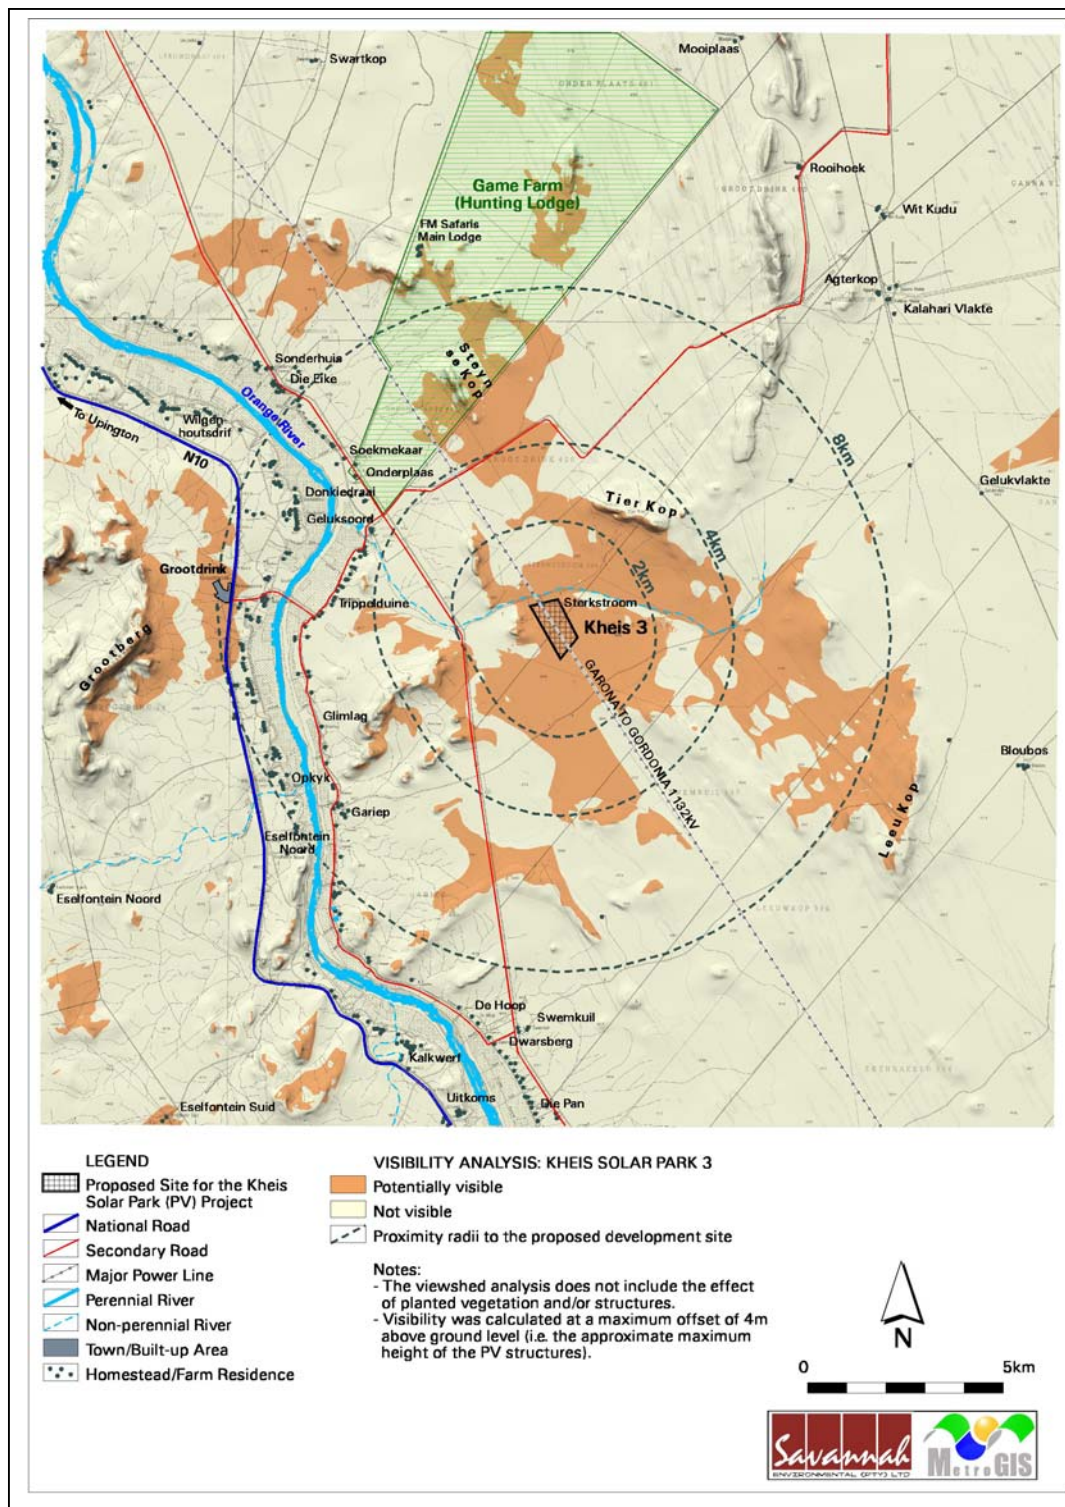 Swartkop
Mooiplaas
Game Farm
(Hunting Lodge)
Rooihoek
Wit Kudu
FM Safaris
Main Lodge
Agterkop
Kalahari Vlakte
Steyn
se Kop
Sonderhuis
Die Eike
Orange River
To Upington
Wilgen-
houtsdrif
N10
Soekmekaar
Onderplaas
8km
Gelukvlakte
Donkiedraai
Geluksoord
Tier Kop
4km
Grootdrink
2km
Trippelduine
Sterkstroom
Kheis 3
Grootberg
GARONA TO GORDONIA 1 132KV
Glimlag
Bloubos
Opkyk
Gariep
Eselfontein
Noord
Leeu Kop
Eselfontein Noord
De Hoop
Swemkuil
Dwarsberg
Kalkwerf
Uitkoms
Die Pan
Eselfontein Suid
LEGEND
Proposed Site for the Kheis
Solar Park (PV) Project
National Road
Secondary Road
Major Power Line
Perennial River
Non-perennial River
Town/Built-up Area
Homestead/Farm Residence
VISIBILITY ANALYSIS: KHEIS SOLAR PARK 3
Potentially visible
Not visible
Proximity radii to the proposed development site
Notes:
- The viewshed analysis does not include the effect
of planted vegetation and/or structures.
- Visibility was calculated at a maximum offset of 4m
above ground level (i.e. the approximate maximum
height of the PV structures).
N
0 5km
Savannah
ENVIRONMENTAL (PTY) LTD
MetroGIS